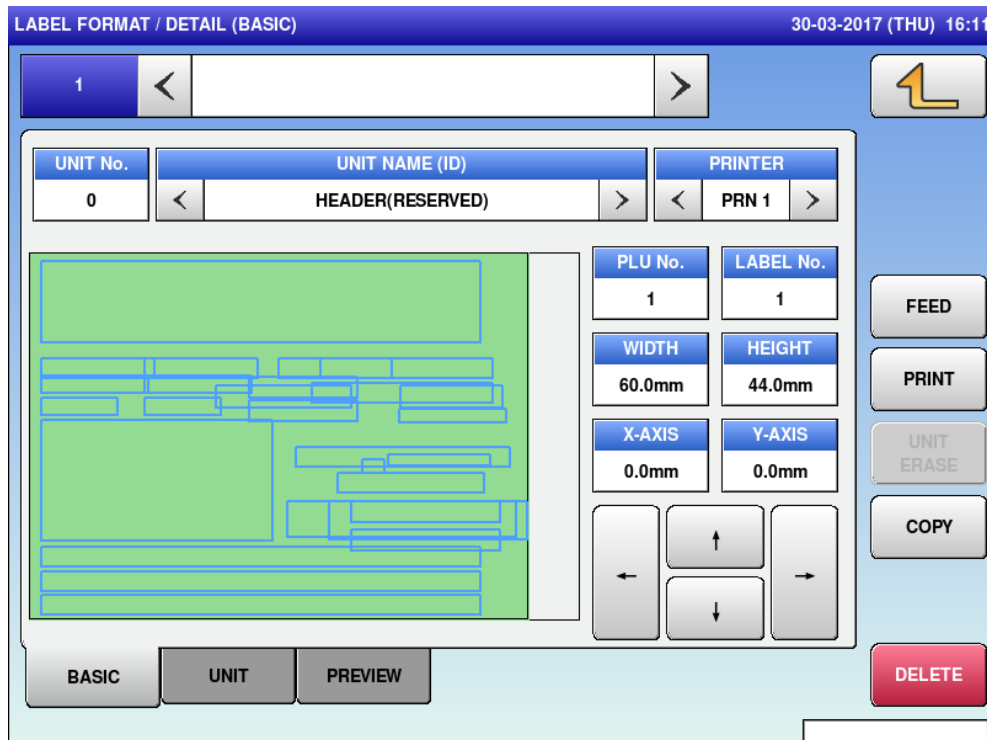 LABEL FORMAT / DETAIL (BASIC) 30-03-2017 (THU) 16:11
1
UNIT No. UNIT NAME (ID) PRINTER
0 HEADER(RESERVED) PRN 1
PLU No. LABEL No.
1 1
FEED
WIDTH HEIGHT
60.0mm 44.0mm
PRINT
X-AXIS Y-AXIS
0.0mm 0.0mm
UNIT
ERASE
COPY
BASIC UNIT PREVIEW
DELETE